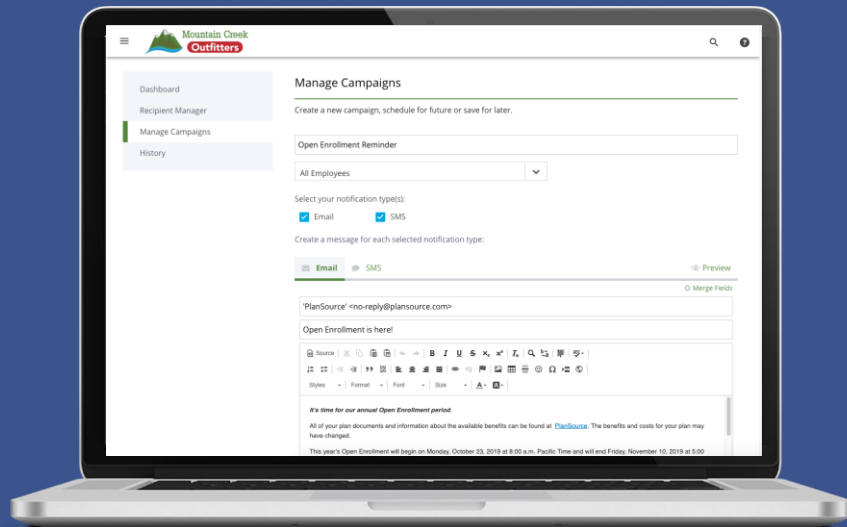 Mountain Creek
Outfitters
Dashboard
Recipient Manager
Manage Campaigns
History
Manage Campaigns
Create a new campaign, schedule for future or save for later.
Open Enrollment Reminder
All Employees
Select your notification type(s):
Email
SMS
Create a message for each selected notification type:
Email
SMS
Preview
Merge Fields
'PlanSource' <no-reply@plansource.com>
Open Enrollment is here!
Source
Styles
Format
Font
Size
It's time for our annual Open Enrollment period.
All of your plan documents and information about the available benefits can be found at PlanSource. The benefits and costs for your plan may
have changed.
This year's Open Enrollment will begin on Monday, October 23, 2019 at 8:00 a.m. Pacific Time and will end Friday, November 10, 2019 at 5:00